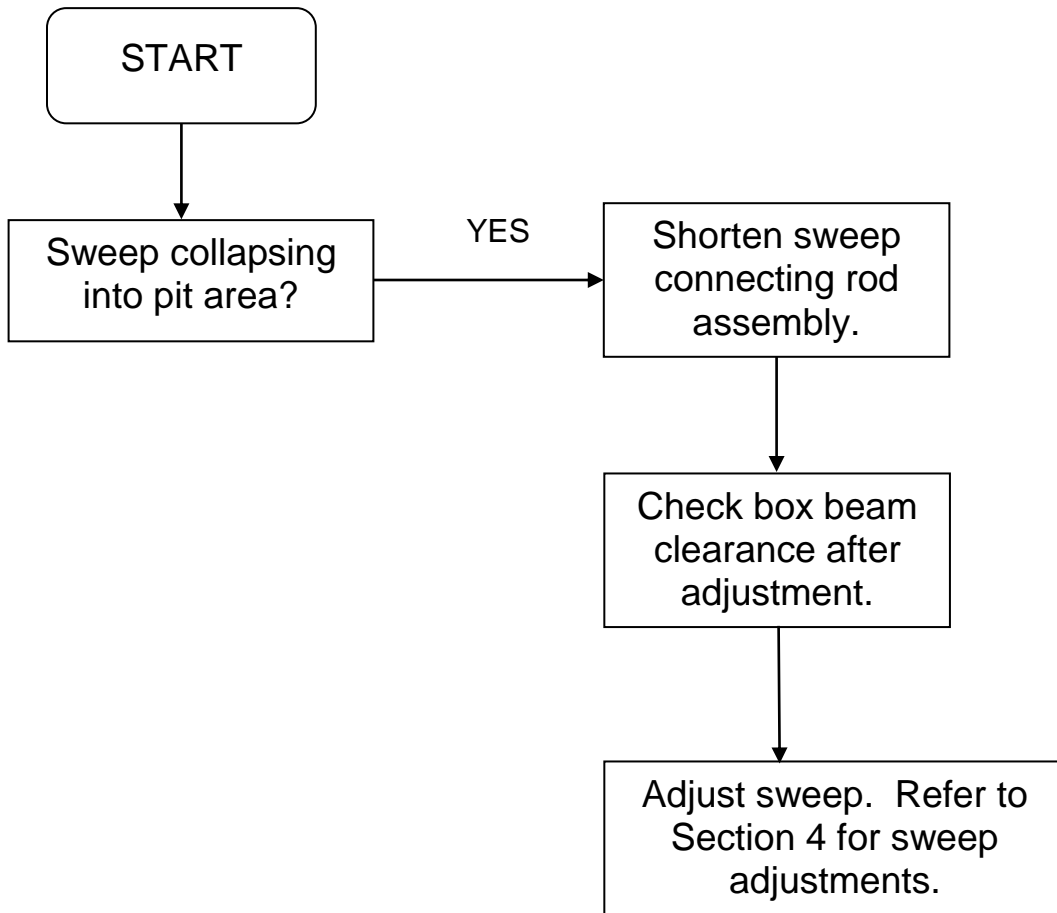 START
Sweep collapsing
into pit area?
YES
Shorten sweep
connecting rod
assembly.
Check box beam
clearance after
adjustment.
Adjust sweep.  Refer to
Section 4 for sweep
adjustments.